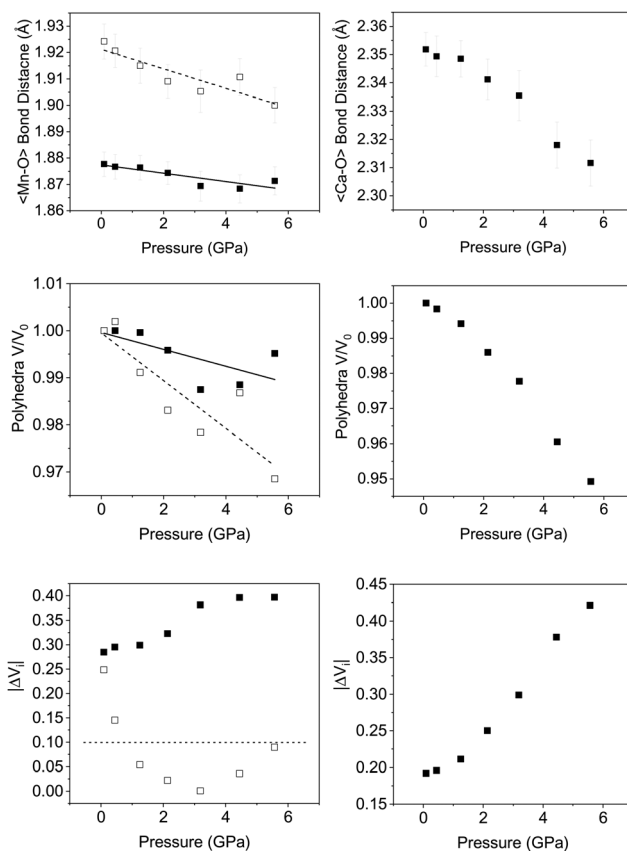 <Mn-O> Bond Distacne (Å)
1.93
1.92
1.91
1.90
1.89
1.88
1.87
1.86
0 2 4 6
Pressure (GPa)
<Ca-O> Bond Distance (Å)
2.36
2.35
2.34
2.33
2.32
2.31
2.30
0 2 4 6
Pressure (GPa)
Polyhedra V/V₀
1.01
1.00
0.99
0.98
0.97
0 2 4 6
Pressure (GPa)
Polyhedra V/V₀
1.00
0.99
0.98
0.97
0.96
0.95
0 2 4 6
Pressure (GPa)
|ΔVᵢ|
0.40
0.30
0.20
0.15
0.10
0.05
0.00
0 2 4 6
Pressure (GPa)
|ΔVᵢ|
0.45
0.40
0.35
0.30
0.25
0.20
0.15
0 2 4 6
Pressure (GPa)